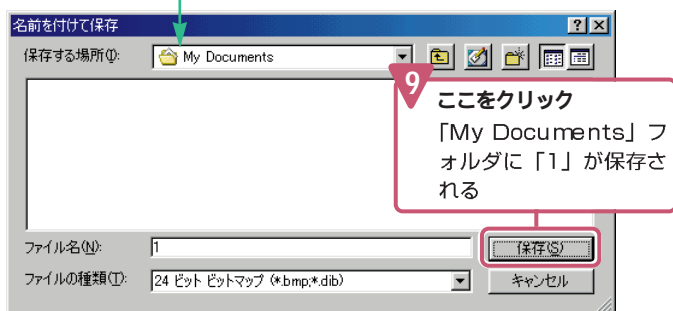 名前を付けて保存
保存する場所(I):
My Documents
9
ここをクリック
「My Documents」フ
ォルダに「1」が保存さ
れる
ファイル名(N):
1
保存(S)
ファイルの種類(T):
24 ビット ビットマップ (*.bmp;*.dib)
キャンセル